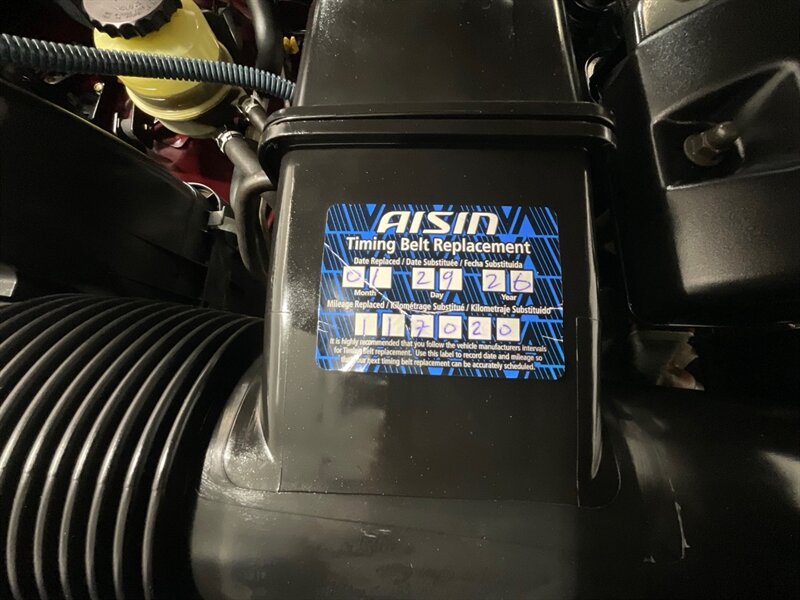 AISIN
Timing Belt Replacement
Date Replaced / Date Substituée / Fecha Substituida
01 29 26
Month Day Year
Mileage Replaced / Kilométrage Substitué / Kilometraje Substituido
117020
It is highly recommended that you follow the vehicle manufacturers intervals
for Timing Belt replacement. Use this label to record date and mileage so
that your next timing belt replacement can be accurately scheduled.